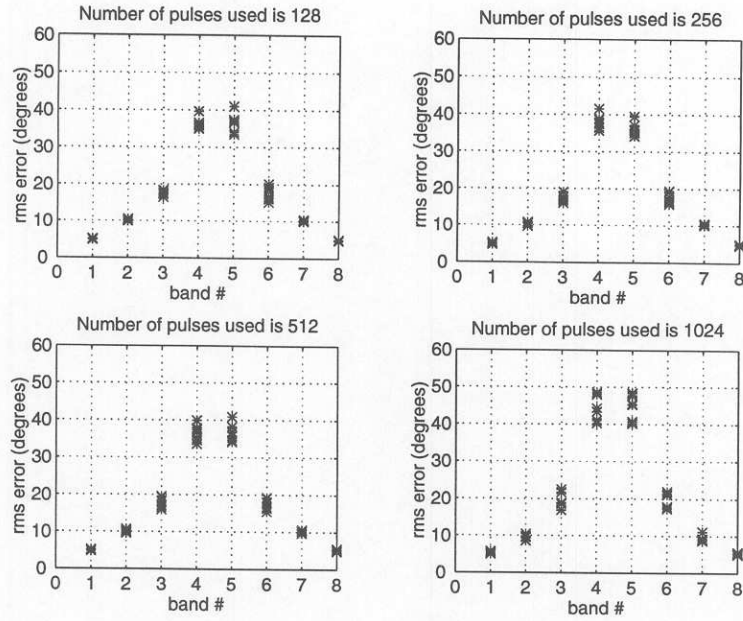 Number of pulses used is 128
60
50
40
30
20
10
0
rms error (degrees)
0 1 2 3 4 5 6 7 8
band #
Number of pulses used is 256
60
50
40
30
20
10
0
rms error (degrees)
0 1 2 3 4 5 6 7 8
band #
Number of pulses used is 512
60
50
40
30
20
10
0
rms error (degrees)
0 1 2 3 4 5 6 7 8
band #
Number of pulses used is 1024
60
50
40
30
20
10
0
rms error (degrees)
0 1 2 3 4 5 6 7 8
band #